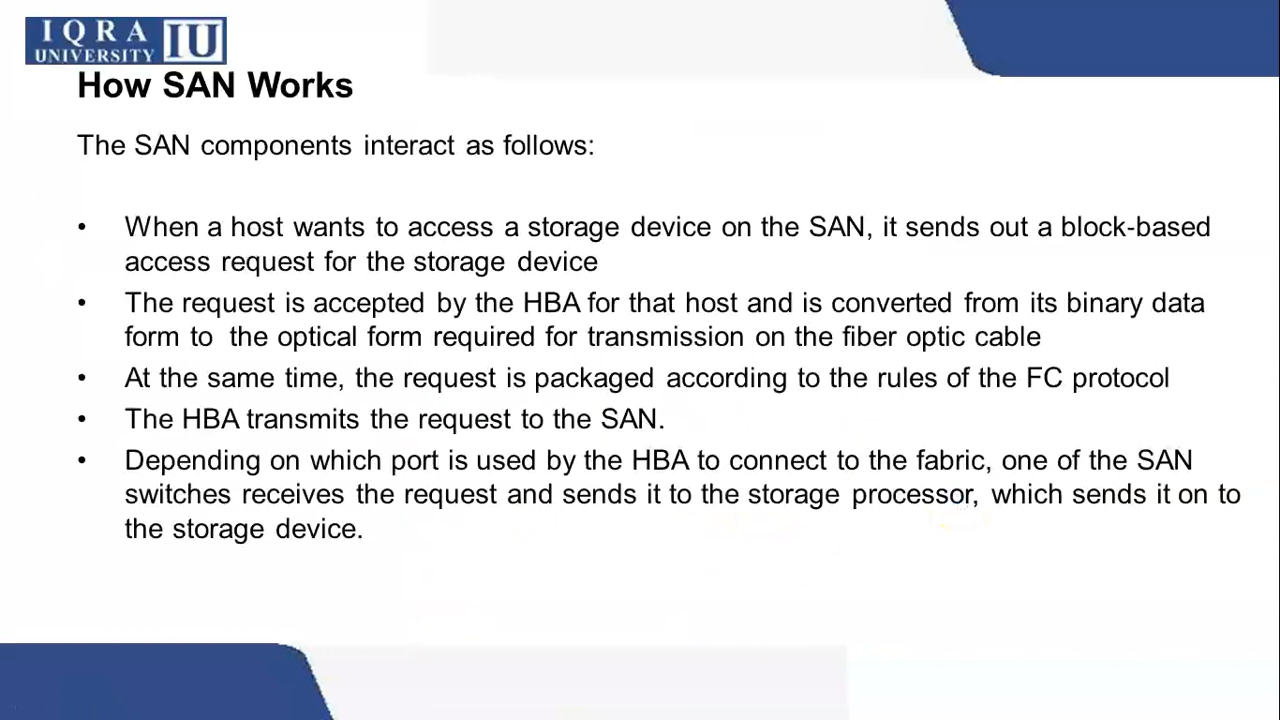 IQRA
UNIVERSITY IU
How SAN Works
The SAN components interact as follows:
• When a host wants to access a storage device on the SAN, it sends out a block-based
access request for the storage device
• The request is accepted by the HBA for that host and is converted from its binary data
form to the optical form required for transmission on the fiber optic cable
• At the same time, the request is packaged according to the rules of the FC protocol
• The HBA transmits the request to the SAN.
• Depending on which port is used by the HBA to connect to the fabric, one of the SAN
switches receives the request and sends it to the storage processor, which sends it on to
the storage device.